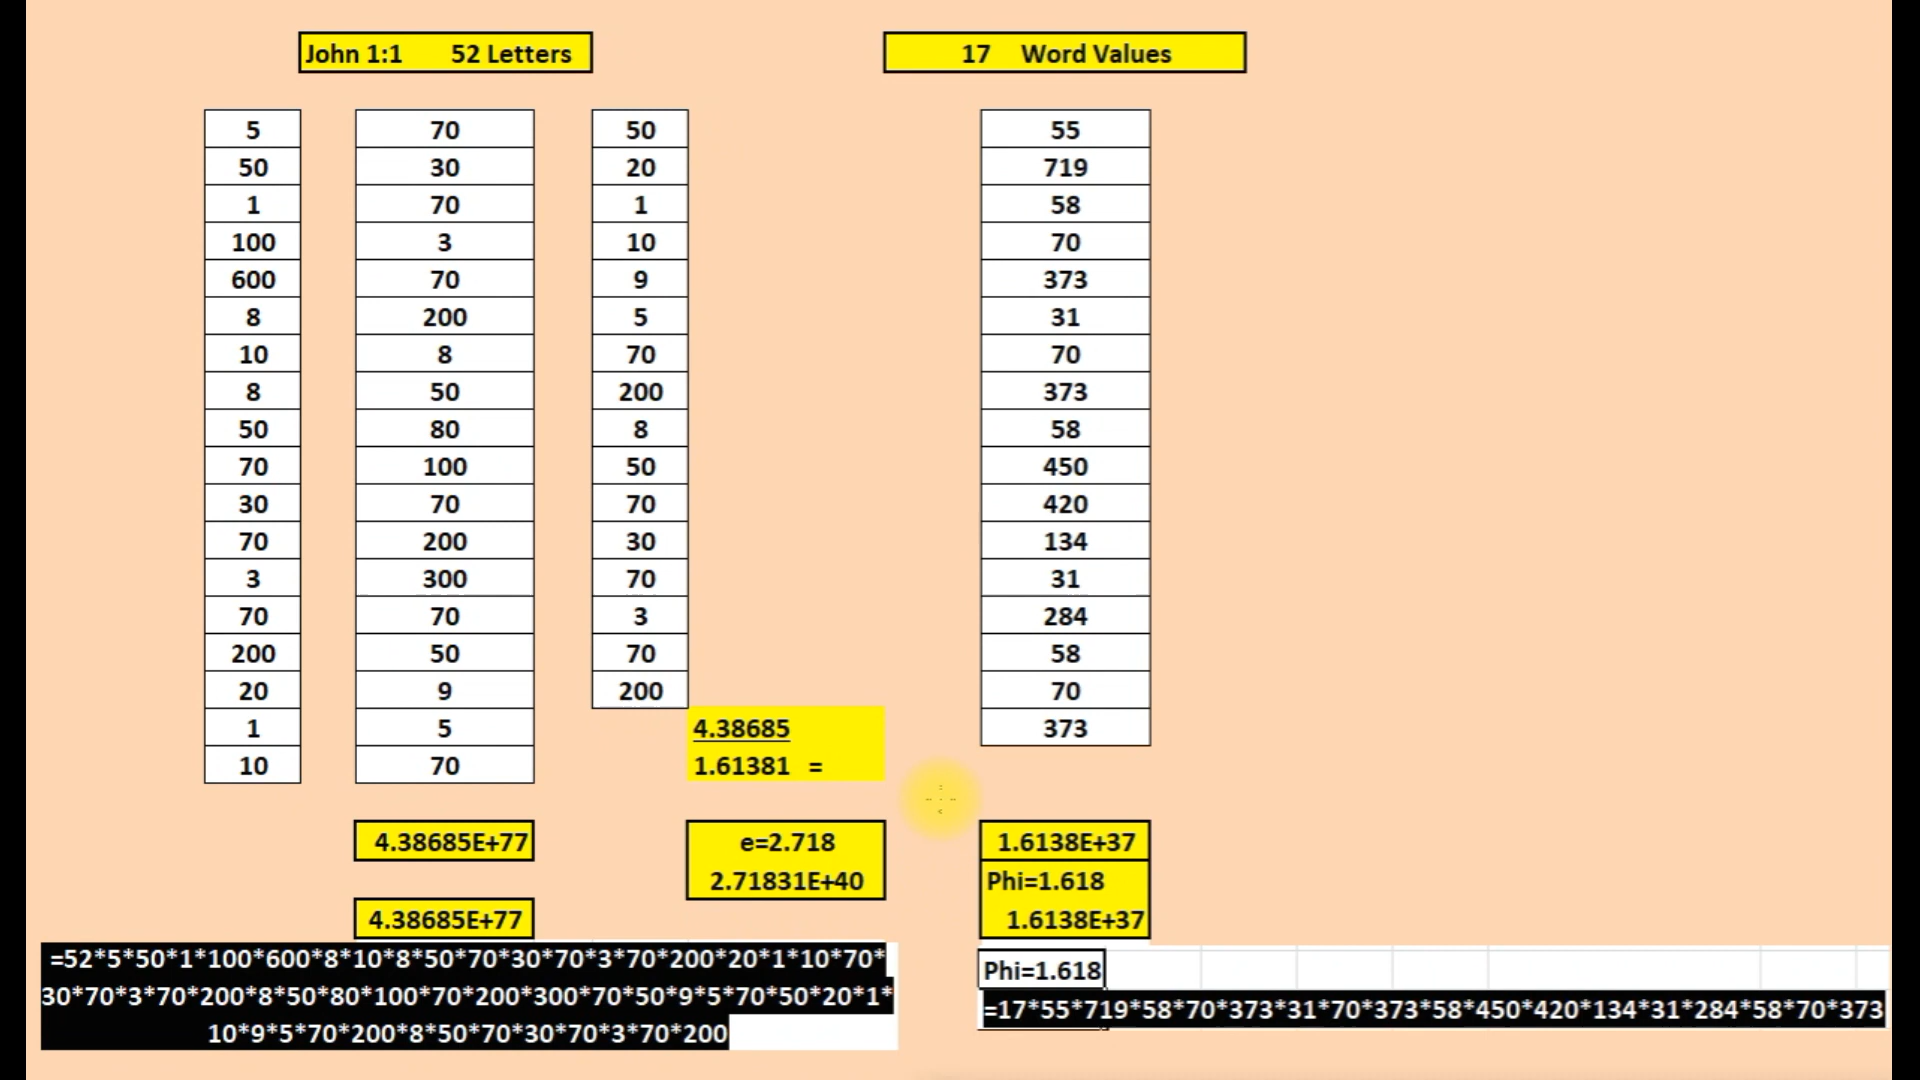 John 1:1 52 Letters
17 Word Values
5 70 50 55
50 30 20 719
1 70 1 58
100 3 10 70
600 70 9 373
8 200 5 31
10 8 70 70
8 50 200 373
50 80 8 58
70 100 50 450
30 70 70 420
70 200 30 134
3 300 70 31
70 70 3 284
200 50 70 58
20 9 200 70
1 5 4.38685 373
10 70 1.61381 =
4.38685E+77 e=2.718 1.6138E+37
2.71831E+40 Phi=1.618
4.38685E+77 1.6138E+37
=52*5*50*1*100*600*8*10*8*50*70*30*70*3*70*200*20*1*10*70*
30*70*3*70*200*8*50*80*100*70*200*300*70*50*9*5*70*50*20*1*
10*9*5*70*200*8*50*70*30*70*3*70*200
Phi=1.618
=17*55*719*58*70*373*31*70*373*58*450*420*134*31*284*58*70*373